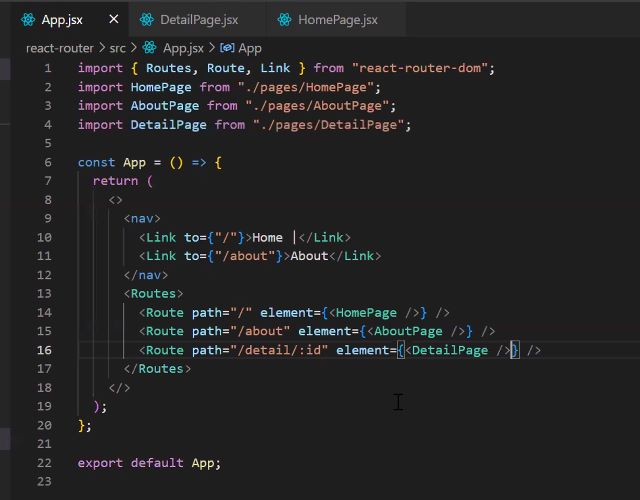 App.jsx × DetailPage.jsx HomePage.jsx
react-router > src > App.jsx > App
1 import { Routes, Route, Link } from "react-router-dom";
2 import HomePage from "./pages/HomePage";
3 import AboutPage from "./pages/AboutPage";
4 import DetailPage from "./pages/DetailPage";
5
6 const App = () => {
7 return (
8 <>
9 <nav>
10 <Link to={"/"}>Home |</Link>
11 <Link to={"/about"}>About</Link>
12 </nav>
13 <Routes>
14 <Route path="/" element={<HomePage />} />
15 <Route path="/about" element={<AboutPage />} />
16 <Route path="/detail/:id" element={<DetailPage />} />
17 </Routes>
18 </>
19 );
20 };
21
22 export default App;
23